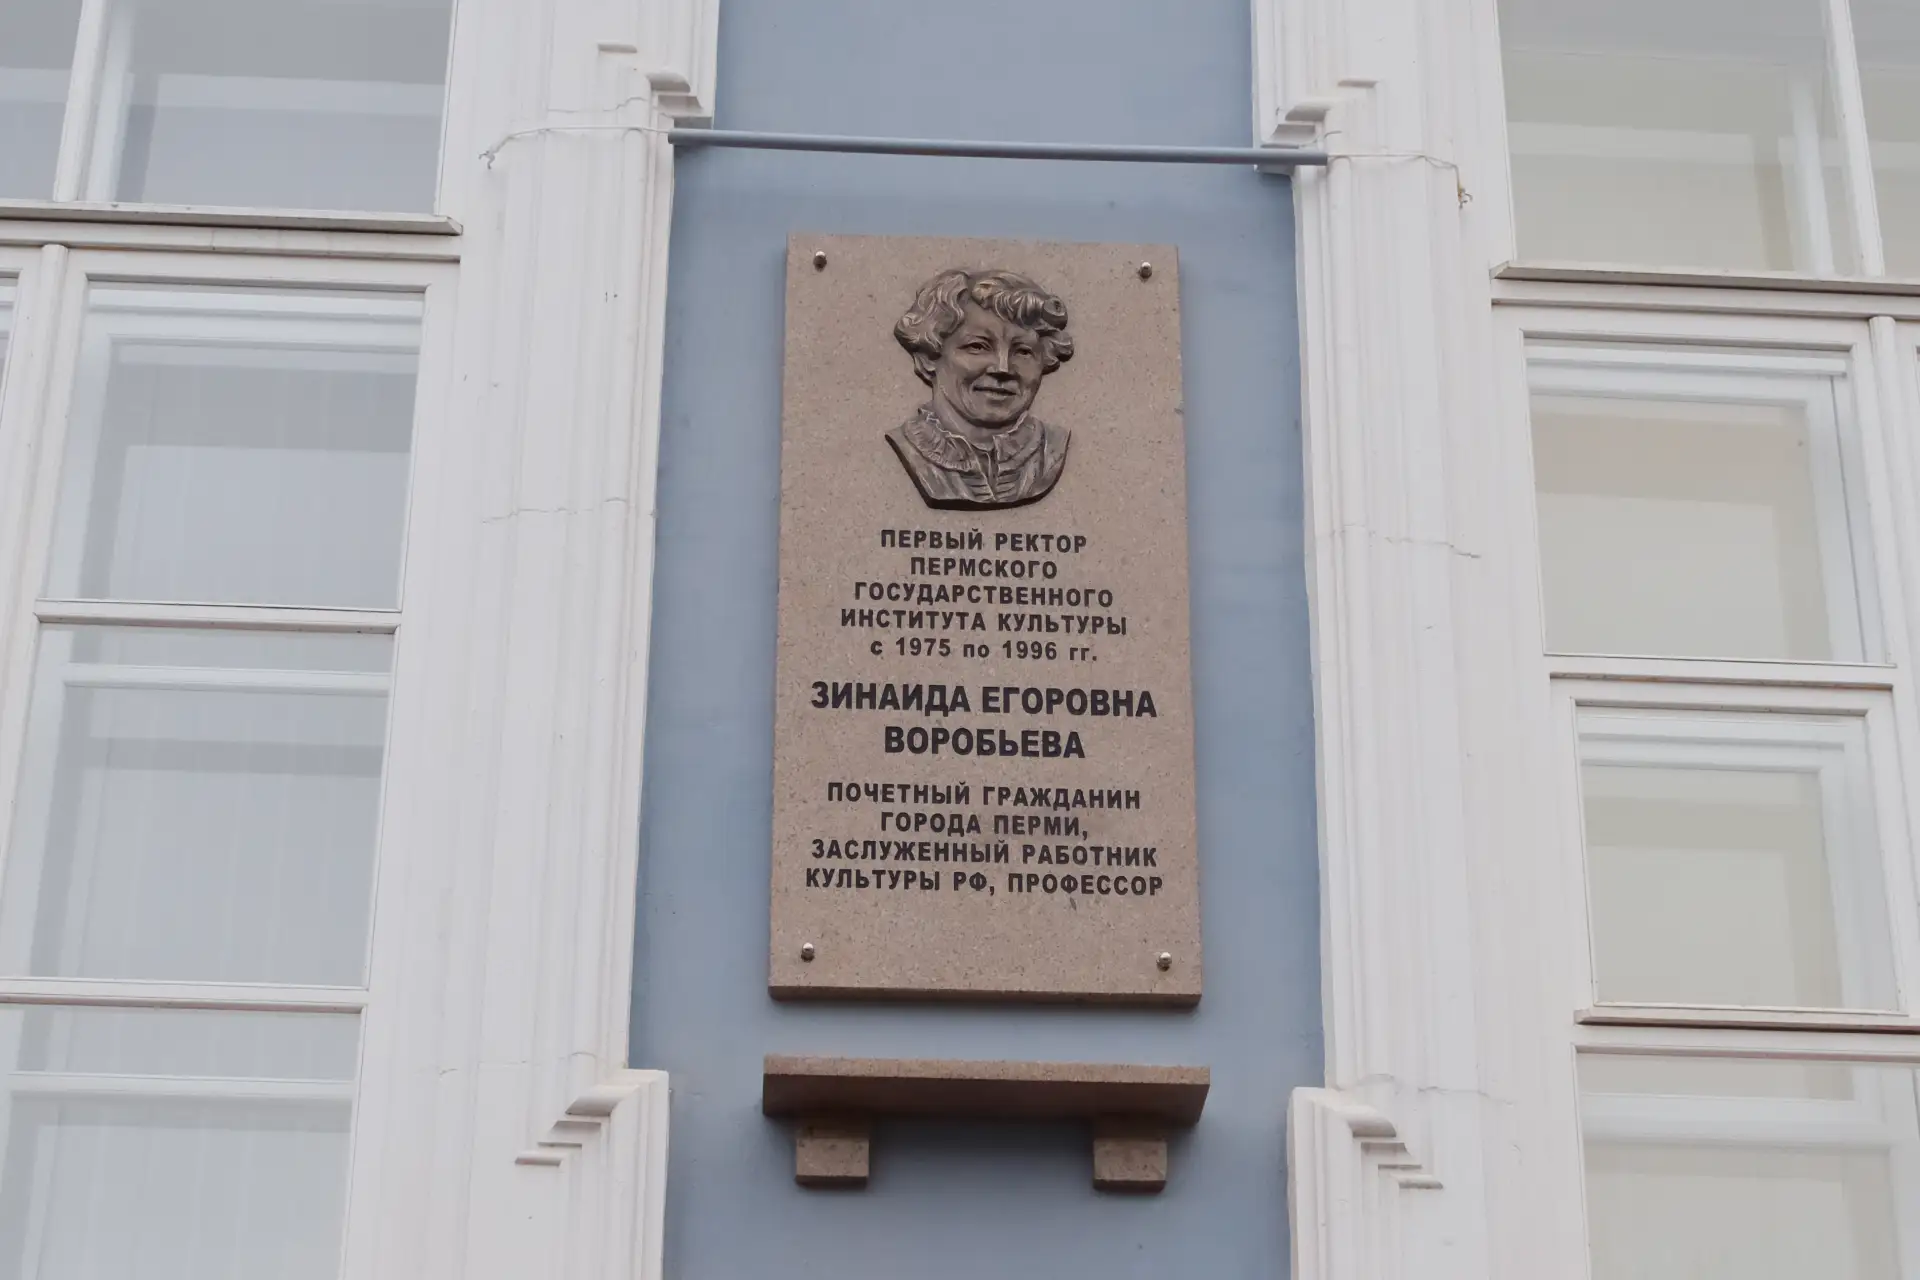 ПЕРВЫЙ РЕКТОР
ПЕРМСКОГО
ГОСУДАРСТВЕННОГО
ИНСТИТУТА КУЛЬТУРЫ
с 1975 по 1996 гг.
ЗИНАИДА ЕГОРОВНА
ВОРОБЬЕВА
ПОЧЕТНЫЙ ГРАЖДАНИН
ГОРОДА ПЕРМИ,
ЗАСЛУЖЕННЫЙ РАБОТНИК
КУЛЬТУРЫ РФ, ПРОФЕССОР